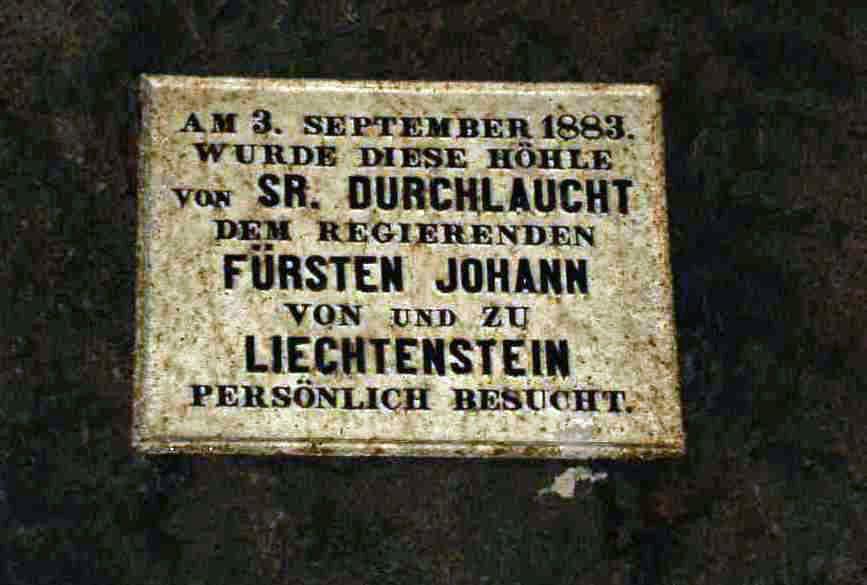 AM 3. SEPTEMBER 1883.
WURDE DIESE HÖHLE
VON SR. DURCHLAUCHT
DEM REGIERENDEN
FÜRSTEN JOHANN
VON UND ZU
LIECHTENSTEIN
PERSÖNLICH BESUCHT.